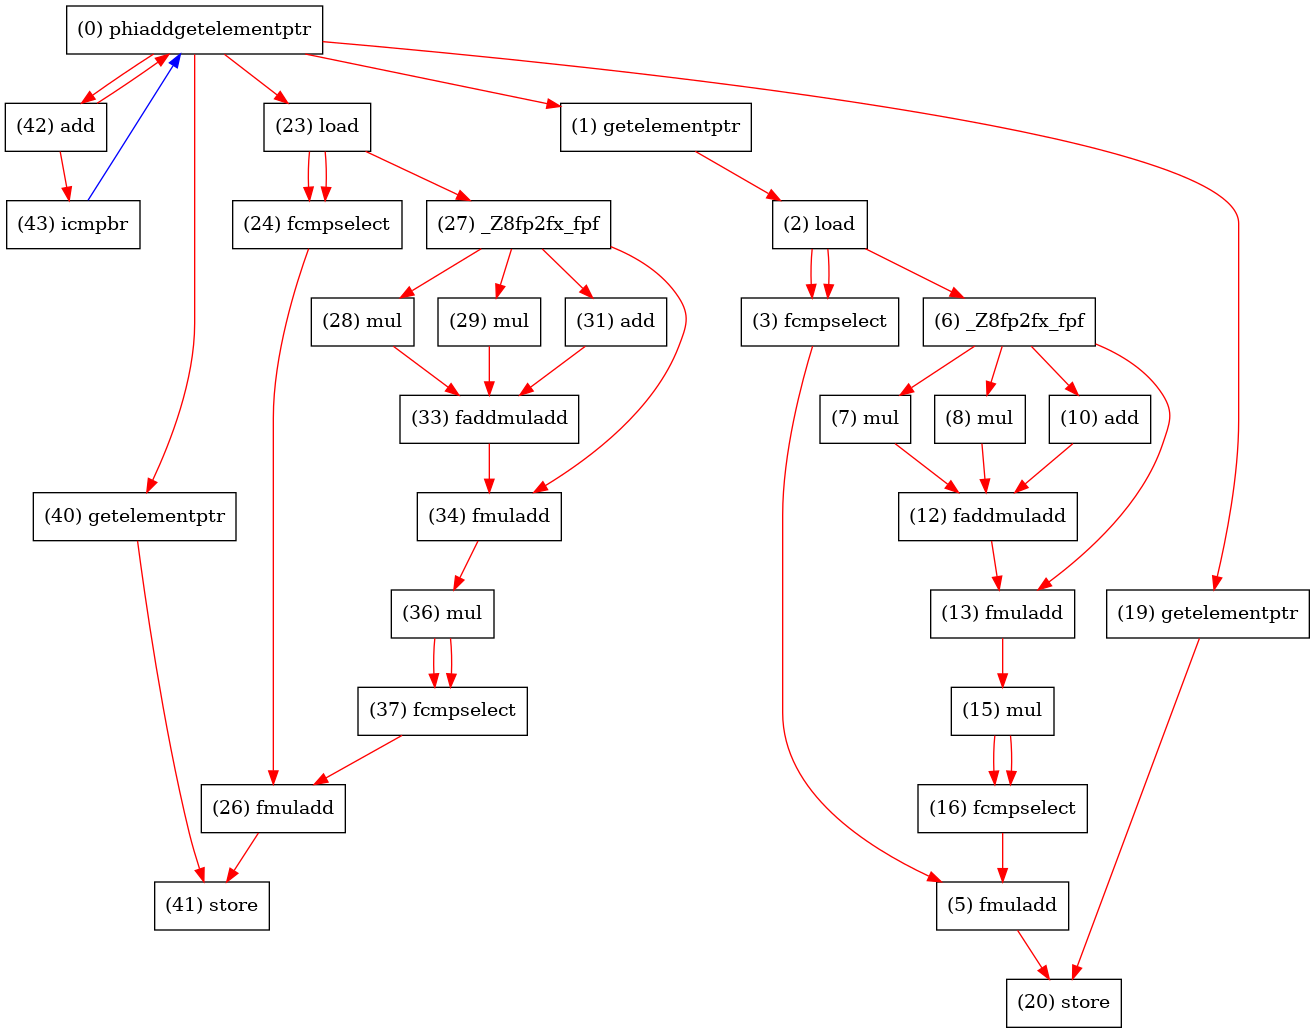 (0) phiaddgetelementptr
(42) add
(23) load
(1) getelementptr
(43) icmpbr
(24) fcmpselect
(27) _Z8fp2fx_fpf
(2) load
(28) mul
(29) mul
(31) add
(3) fcmpselect
(6) _Z8fp2fx_fpf
(33) faddmuladd
(7) mul
(8) mul
(10) add
(40) getelementptr
(34) fmuladd
(12) faddmuladd
(36) mul
(13) fmuladd
(19) getelementptr
(37) fcmpselect
(15) mul
(26) fmuladd
(16) fcmpselect
(41) store
(5) fmuladd
(20) store